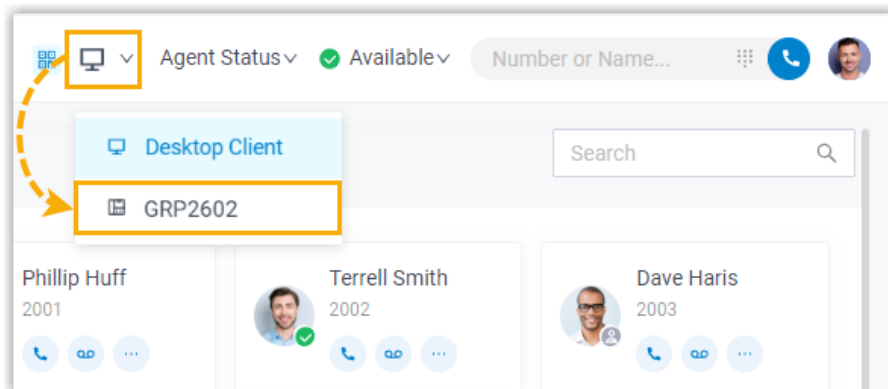 Agent Status Available Number or Name...
Desktop Client
Search
GRP2602
Phillip Huff Terrell Smith Dave Haris
2001 2002 2003